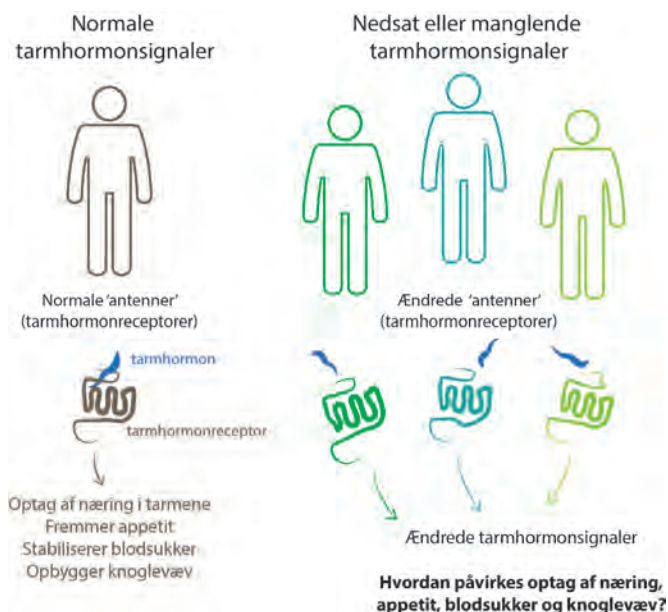 Normale
tarmhormonsignaler
Normale 'antenner'
(tarmhormonreceptorer)
tarmhormon
tarmhormonreceptor
Optag af næring i tarmene
Fremmer appetit
Stabiliserer blodsukker
Opbygger knoglevæv
Nedsat eller manglende
tarmhormonsignaler
Ændrede 'antenner'
(tarmhormonreceptorer)
Ændrede tarmhormonsignaler
Hvordan påvirkes optag af næring,
appetit, blodsukker og knoglevæv?